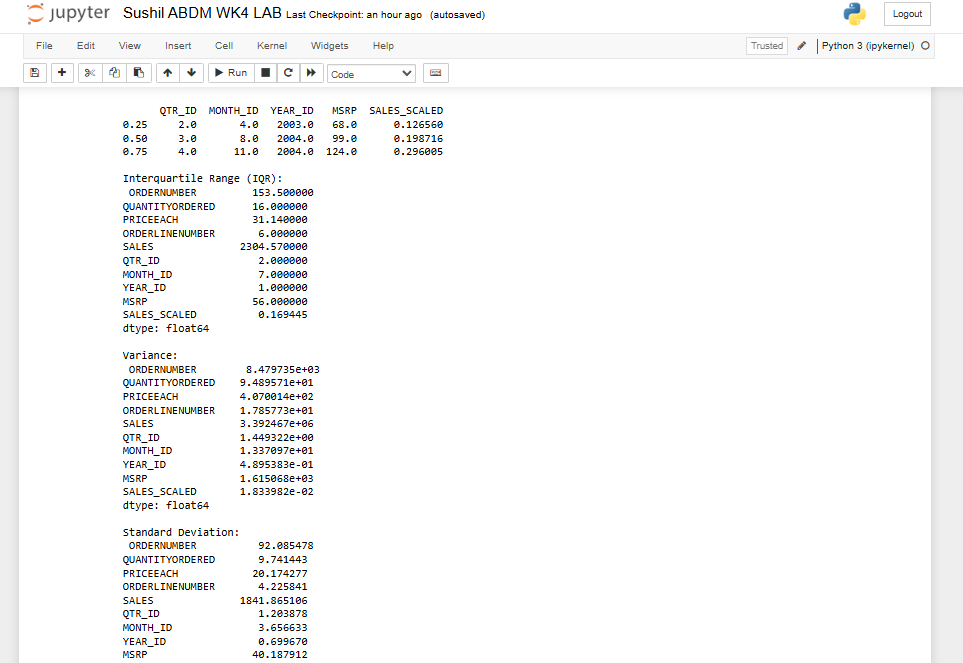 jupyter Sushil ABDM WK4 LAB Last Checkpoint: an hour ago (autosaved) Logout
File Edit View Insert Cell Kernel Widgets Help Trusted Python 3 (ipykernel)
Run Code
QTR_ID MONTH_ID YEAR_ID MSRP SALES_SCALED
0.25 2.0 4.0 2003.0 68.0 0.126560
0.50 3.0 8.0 2004.0 99.0 0.198716
0.75 4.0 11.0 2004.0 124.0 0.296005
Interquartile Range (IQR):
ORDERNUMBER 153.500000
QUANTITYORDERED 16.000000
PRICEEACH 31.140000
ORDERLINENUMBER 6.000000
SALES 2304.570000
QTR_ID 2.000000
MONTH_ID 7.000000
YEAR_ID 1.000000
MSRP 56.000000
SALES_SCALED 0.169445
dtype: float64
Variance:
ORDERNUMBER 8.479735e+03
QUANTITYORDERED 9.489571e+01
PRICEEACH 4.070014e+02
ORDERLINENUMBER 1.785773e+01
SALES 3.392467e+06
QTR_ID 1.449322e+00
MONTH_ID 1.337097e+01
YEAR_ID 4.895383e-01
MSRP 1.615068e+03
SALES_SCALED 1.833982e-02
dtype: float64
Standard Deviation:
ORDERNUMBER 92.085478
QUANTITYORDERED 9.741443
PRICEEACH 20.174277
ORDERLINENUMBER 4.225841
SALES 1841.865106
QTR_ID 1.203878
MONTH_ID 3.656633
YEAR_ID 0.699670
MSRP 40.187912